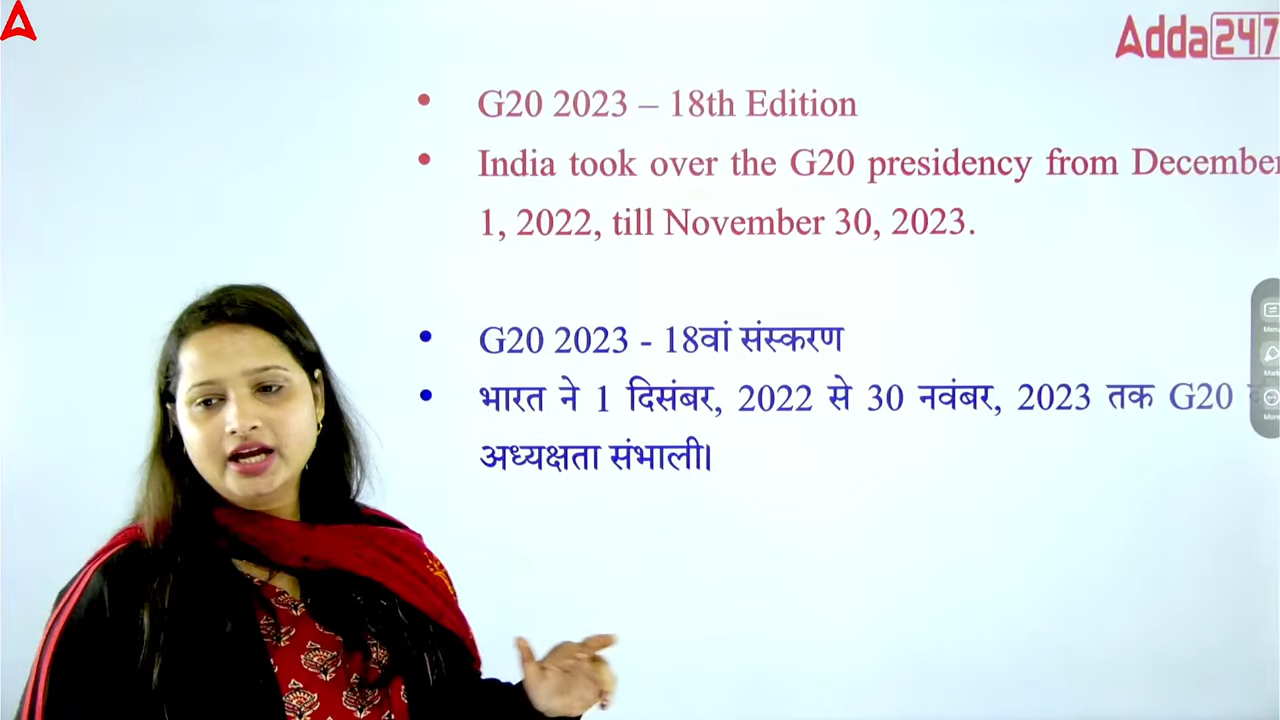 Adda247
• G20 2023 – 18th Edition
• India took over the G20 presidency from December
1, 2022, till November 30, 2023.
• G20 2023 - 18वां संस्करण
• भारत ने 1 दिसंबर, 2022 से 30 नवंबर, 2023 तक G20
अध्यक्षता संभाली।
More